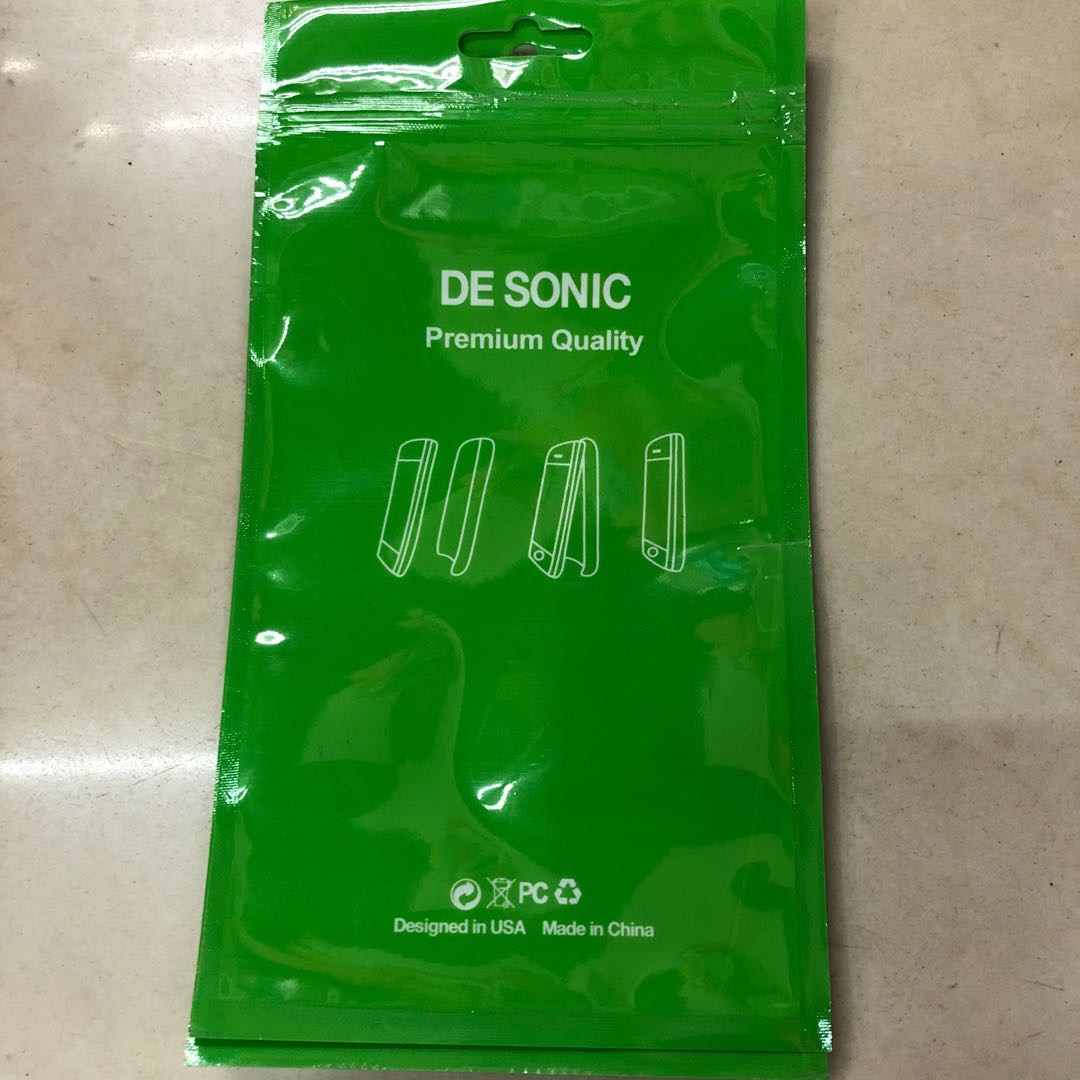 DE SONIC
Premium Quality
PC
Designed in USA Made in China